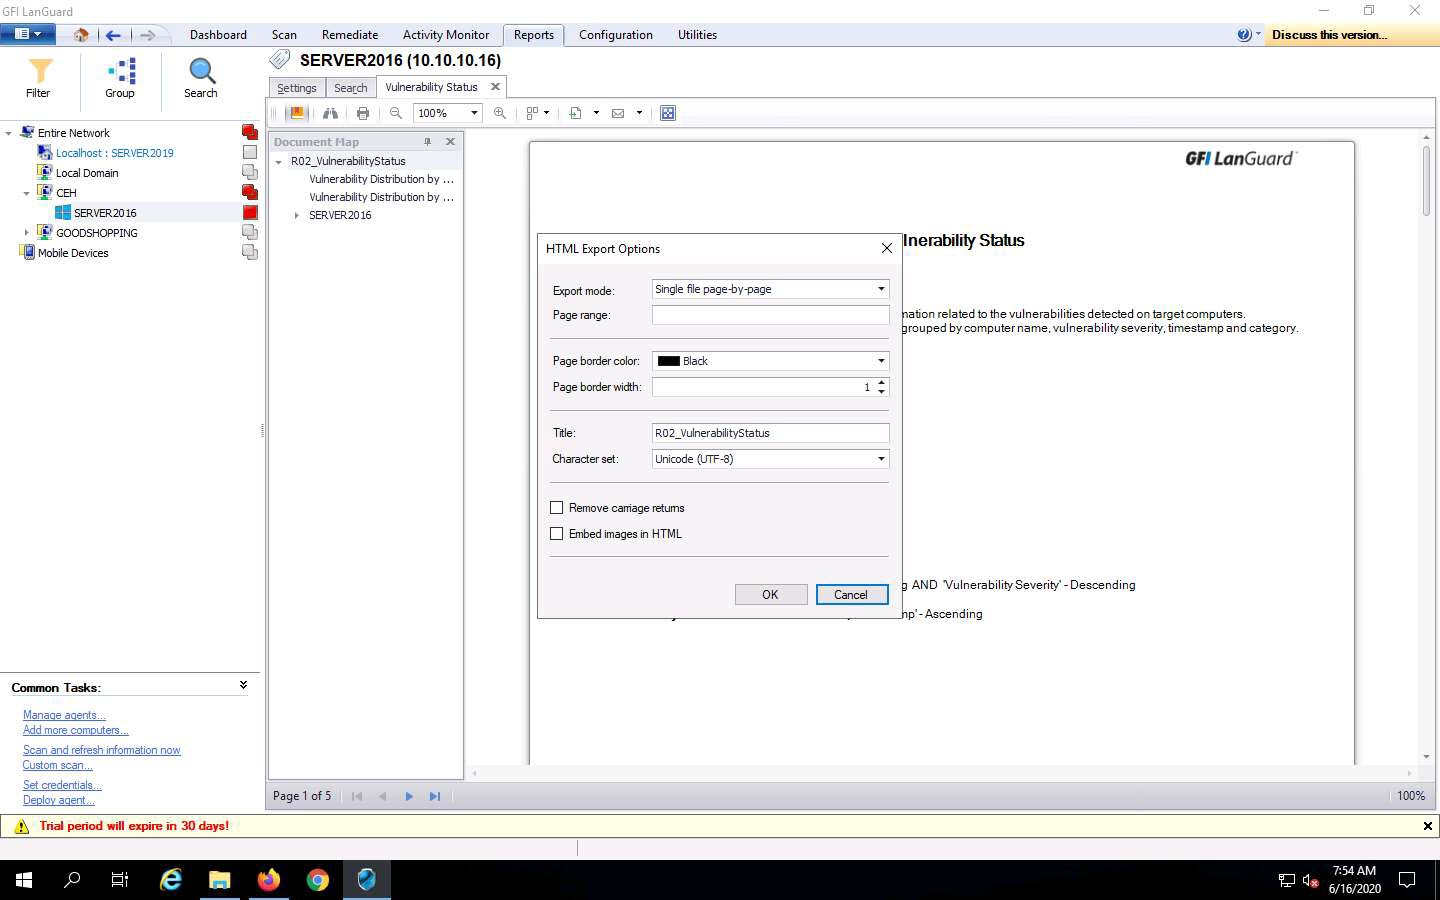 GFI LanGuard
Dashboard
Scan
Remediate
Activity Monitor
Reports
Configuration
Utilities
Discuss this version...
Filter
Group
Search
SERVER2016 (10.10.10.16)
Settings
Search
Vulnerability Status
100%
Entire Network
Localhost : SERVER2019
Local Domain
CEH
SERVER2016
GOODSHOPPING
Mobile Devices
Document Map
R02_VulnerabilityStatus
Vulnerability Distribution by ...
Vulnerability Distribution by ...
SERVER2016
GFI LanGuard™
lnerability Status
mation related to the vulnerabilities detected on target computers.
grouped by computer name, vulnerability severity, timestamp and category.
g AND 'Vulnerability Severity' - Descending
np' - Ascending
HTML Export Options
Export mode:
Single file page-by-page
Page range:
Page border color:
Black
Page border width:
1
Title:
R02_VulnerabilityStatus
Character set:
Unicode (UTF-8)
Remove carriage returns
Embed images in HTML
OK
Cancel
Common Tasks:
Manage agents...
Add more computers...
Scan and refresh information now
Custom scan...
Set credentials...
Deploy agent...
Page 1 of 5
100%
Trial period will expire in 30 days!
7:54 AM
6/16/2020